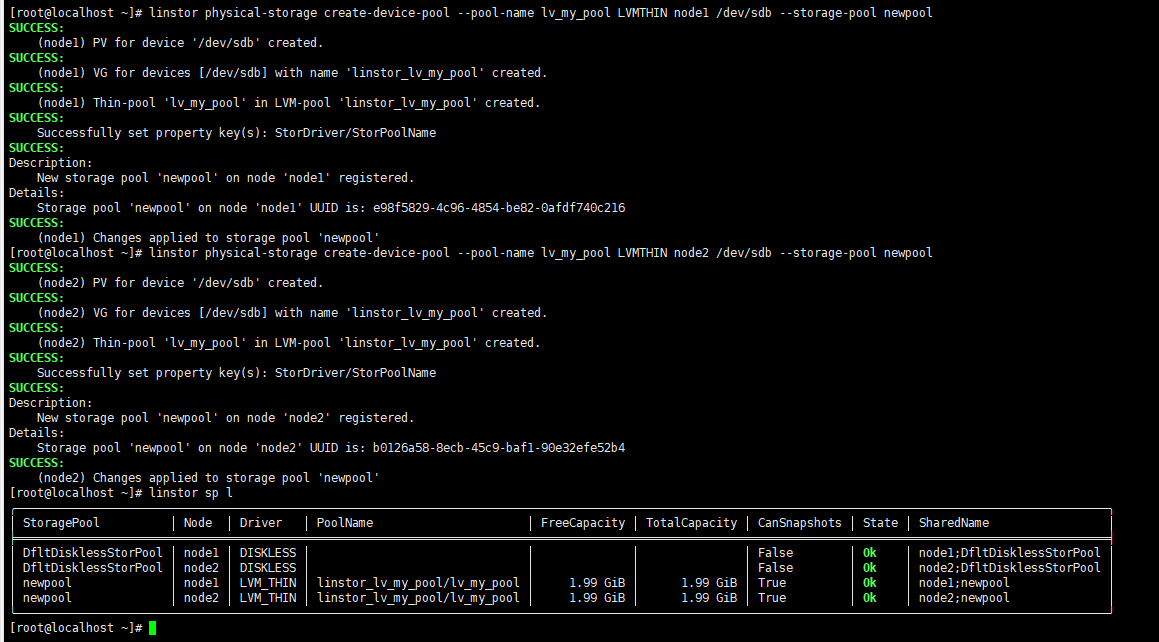 [root@localhost ~]# linstor physical-storage create-device-pool --pool-name lv_my_pool LVMTHIN node1 /dev/sdb --storage-pool newpool
SUCCESS:
    (node1) PV for device '/dev/sdb' created.
SUCCESS:
    (node1) VG for devices [/dev/sdb] with name 'linstor_lv_my_pool' created.
SUCCESS:
    (node1) Thin-pool 'lv_my_pool' in LVM-pool 'linstor_lv_my_pool' created.
SUCCESS:
    Successfully set property key(s): StorDriver/StorPoolName
SUCCESS:
Description:
    New storage pool 'newpool' on node 'node1' registered.
Details:
    Storage pool 'newpool' on node 'node1' UUID is: e98f5829-4c96-4854-be82-0afdf740c216
SUCCESS:
    (node1) Changes applied to storage pool 'newpool'
[root@localhost ~]# linstor physical-storage create-device-pool --pool-name lv_my_pool LVMTHIN node2 /dev/sdb --storage-pool newpool
SUCCESS:
    (node2) PV for device '/dev/sdb' created.
SUCCESS:
    (node2) VG for devices [/dev/sdb] with name 'linstor_lv_my_pool' created.
SUCCESS:
    (node2) Thin-pool 'lv_my_pool' in LVM-pool 'linstor_lv_my_pool' created.
SUCCESS:
    Successfully set property key(s): StorDriver/StorPoolName
SUCCESS:
Description:
    New storage pool 'newpool' on node 'node2' registered.
Details:
    Storage pool 'newpool' on node 'node2' UUID is: b0126a58-8ecb-45c9-baf1-90e32efe52b4
SUCCESS:
    (node2) Changes applied to storage pool 'newpool'
[root@localhost ~]# linstor sp l
| StoragePool | Node | Driver | PoolName | FreeCapacity | TotalCapacity | CanSnapshots | State | SharedName |
| DfltDisklessStorPool | node1 | DISKLESS | | | | False | Ok | node1;DfltDisklessStorPool |
| DfltDisklessStorPool | node2 | DISKLESS | | | | False | Ok | node2;DfltDisklessStorPool |
| newpool | node1 | LVM_THIN | linstor_lv_my_pool/lv_my_pool | 1.99 GiB | 1.99 GiB | True | Ok | node1;newpool |
| newpool | node2 | LVM_THIN | linstor_lv_my_pool/lv_my_pool | 1.99 GiB | 1.99 GiB | True | Ok | node2;newpool |
[root@localhost ~]#